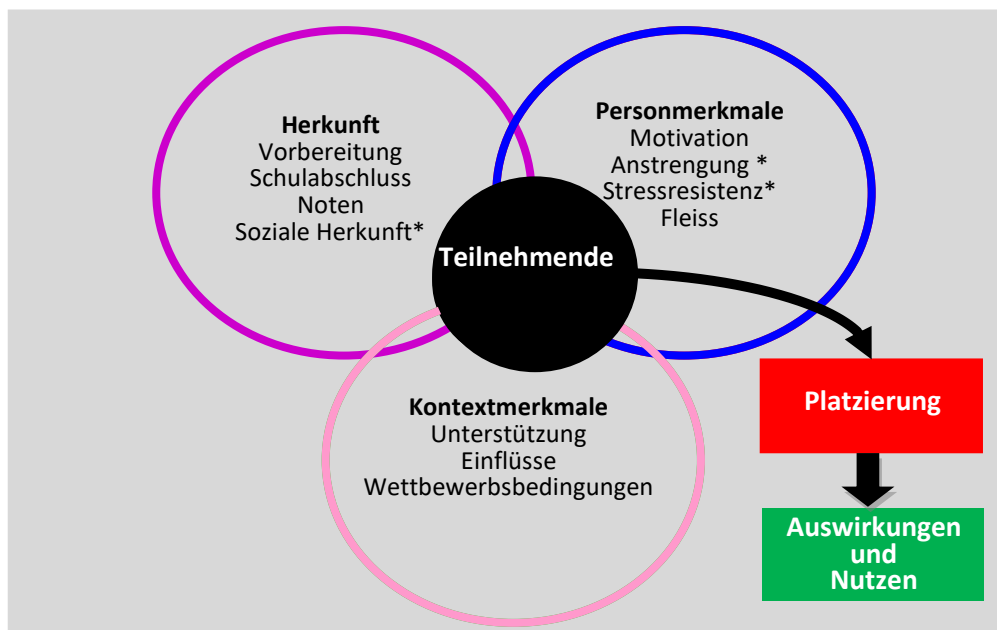 Herkunft
Vorbereitung
Schulabschluss
Noten
Soziale Herkunft*
Personmerkmale
Motivation
Anstrengung *
Stressresistenz*
Fleiss
Teilnehmende
Kontextmerkmale
Unterstützung
Einflüsse
Wettbewerbsbedingungen
Platzierung
Auswirkungen
und
Nutzen